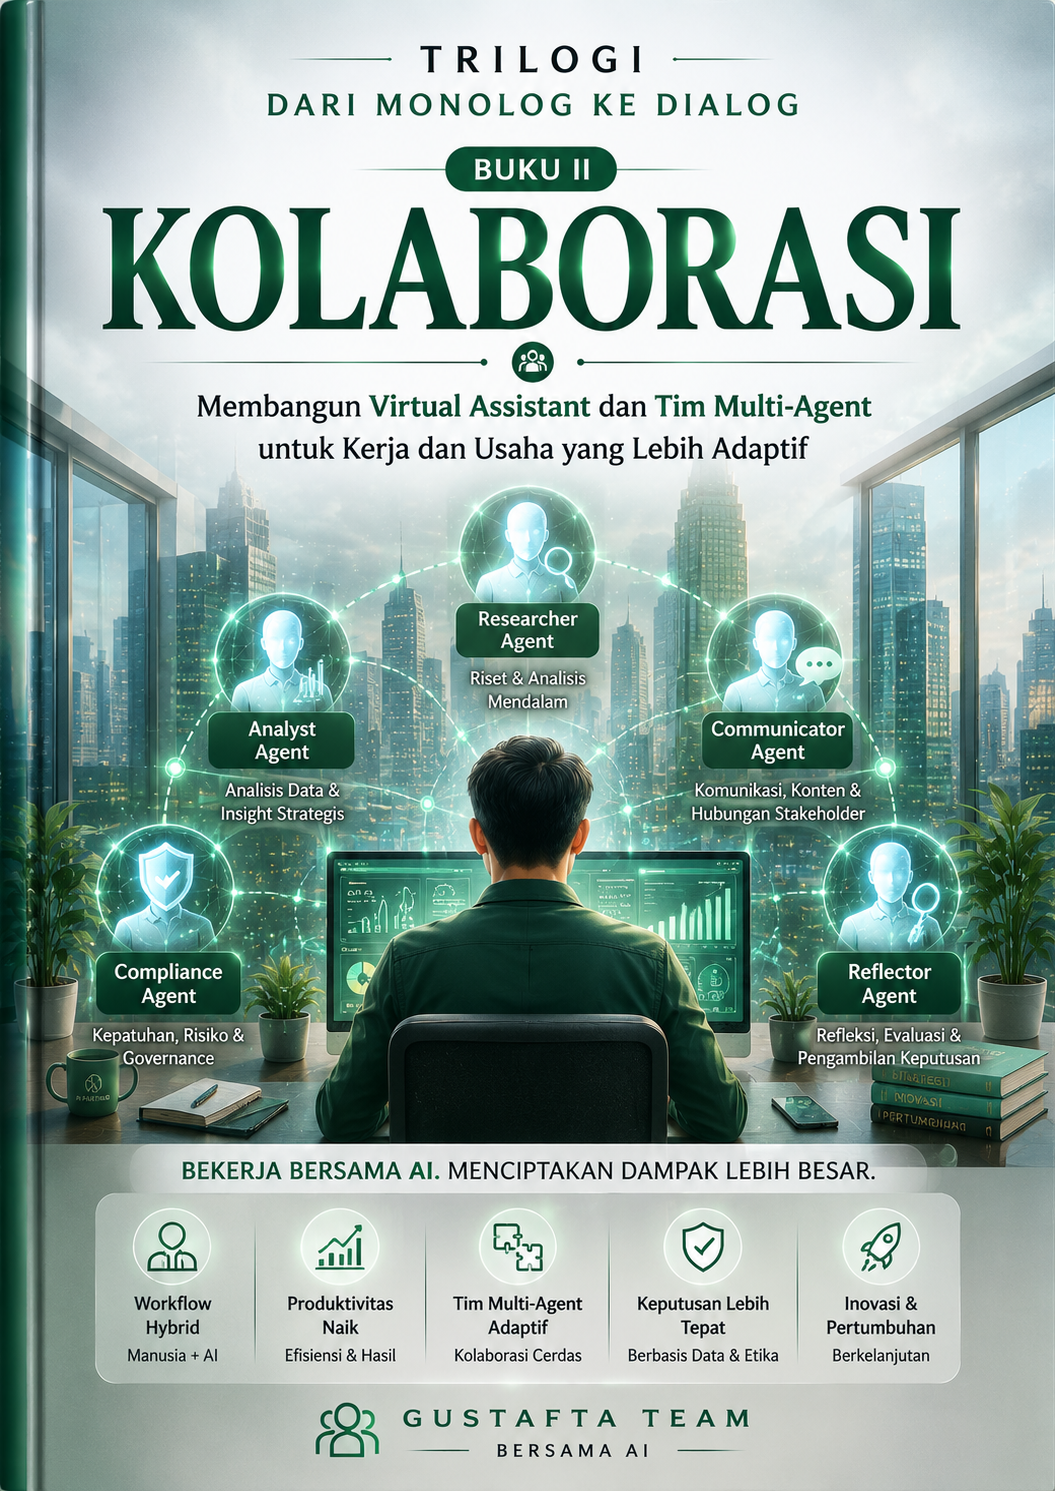 TRILOGI
DARI MONOLOG KE DIALOG
BUKU II
KOLABORASI
Membangun Virtual Assistant dan Tim Multi-Agent
untuk Kerja dan Usaha yang Lebih Adaptif
Researcher
Agent
Riset & Analisis
Mendalam
Analyst
Agent
Analisis Data &
Insight Strategis
Communicator
Agent
Komunikasi, Konten &
Hubungan Stakeholder
Compliance
Agent
Kepatuhan, Risiko &
Governance
Reflector
Agent
Refleksi, Evaluasi &
Pengambilan Keputusan
INOVASI
BEKERJA BERSAMA AI. MENCIPTAKAN DAMPAK LEBIH BESAR.
Workflow
Hybrid
Manusia + AI
Produktivitas
Naik
Efisiensi & Hasil
Tim Multi-Agent
Adaptif
Kolaborasi Cerdas
Keputusan Lebih
Tepat
Berbasis Data & Etika
Inovasi &
Pertumbuhan
Berkelanjutan
GUSTAFTA TEAM
BERSAMA AI